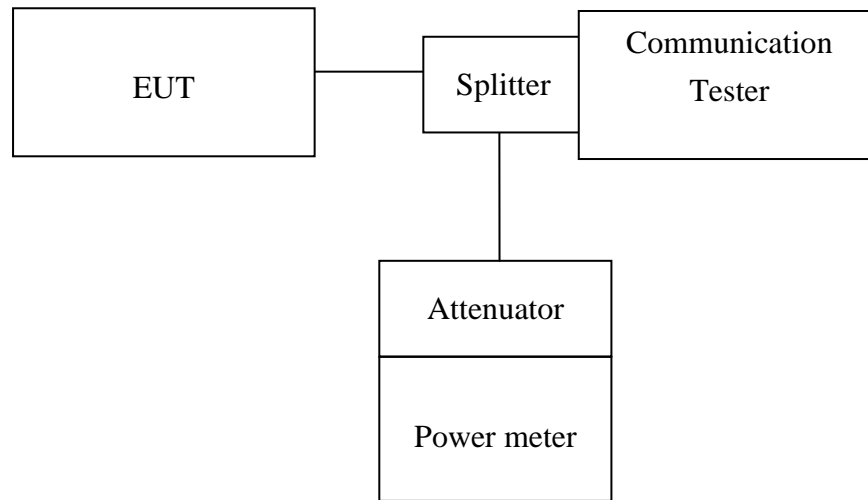 EUT
Splitter
Communication
Tester
Attenuator
Power meter